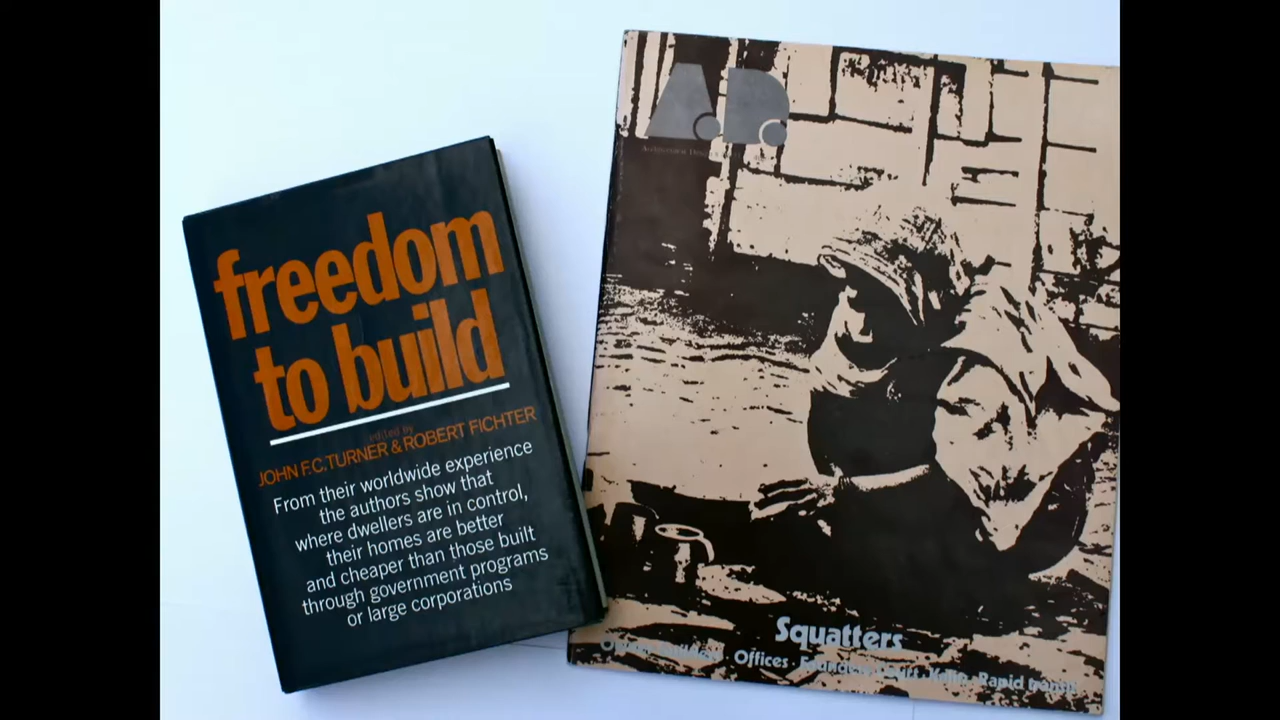 freedom
to build
edited by
JOHN F.C.TURNER & ROBERT FICHTER
From their worldwide experience
the authors show that
where dwellers are in control,
their homes are better
and cheaper than those built
through government programs
or large corporations
A.D.
Architectural Design
Squatters
Offices · Rapid transit